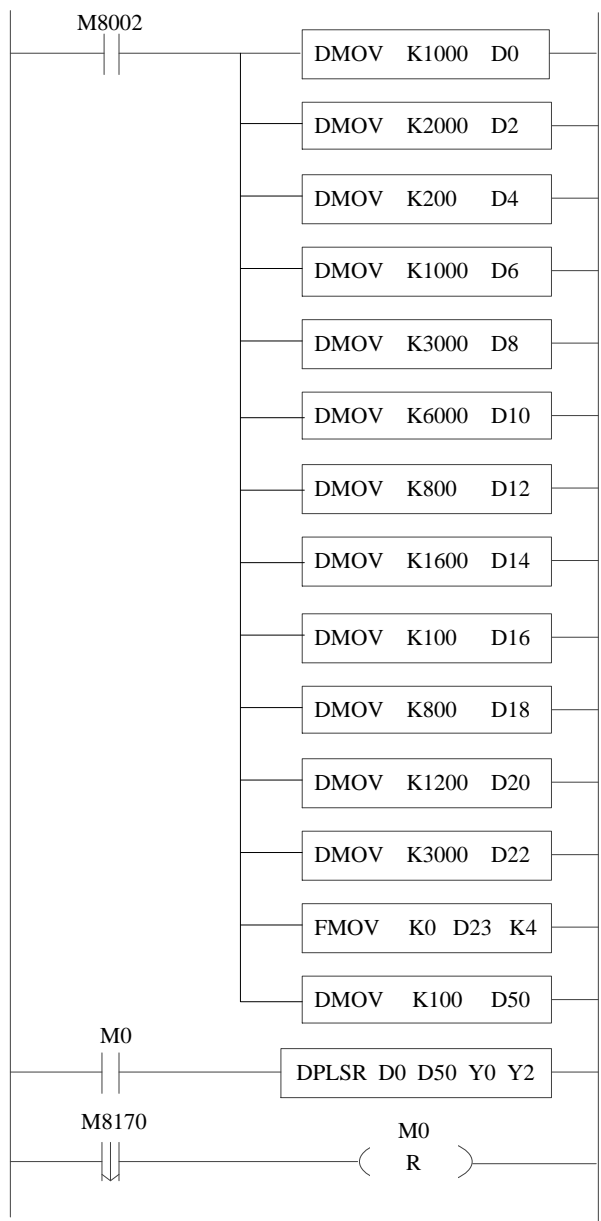 M8002
DMOV K1000 D0
DMOV K2000 D2
DMOV K200 D4
DMOV K1000 D6
DMOV K3000 D8
DMOV K6000 D10
DMOV K800 D12
DMOV K1600 D14
DMOV K100 D16
DMOV K800 D18
DMOV K1200 D20
DMOV K3000 D22
FMOV K0 D23 K4
DMOV K100 D50
M0
DPLSR D0 D50 Y0 Y2
M8170
M0
R